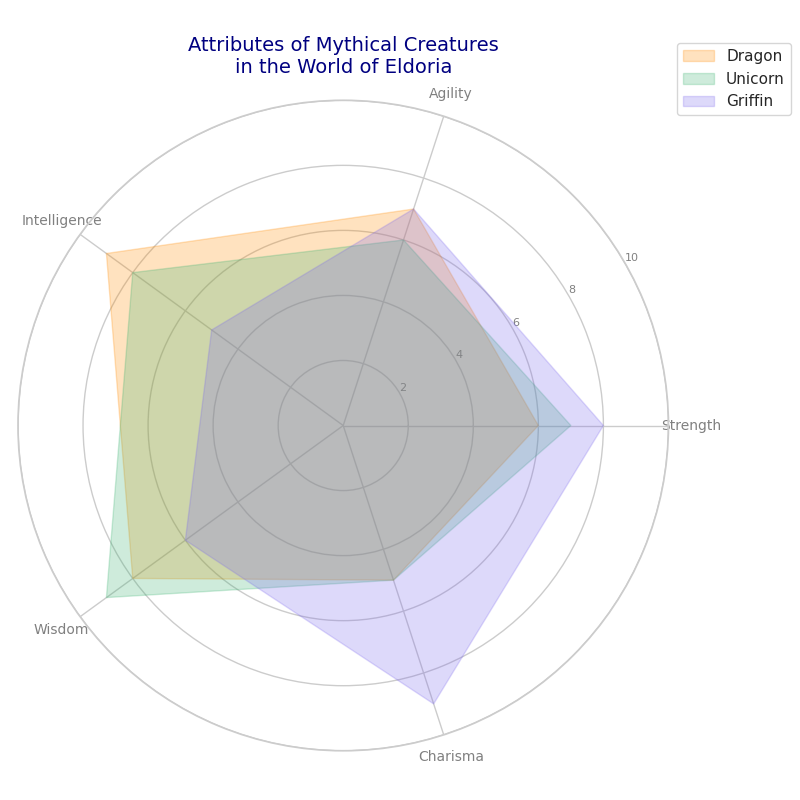 Attributes of Mythical Creatures
in the World of Eldoria
Dragon
Unicorn
Griffin
Agility
Intelligence
10
8
6
4
2
Strength
Wisdom
Charisma